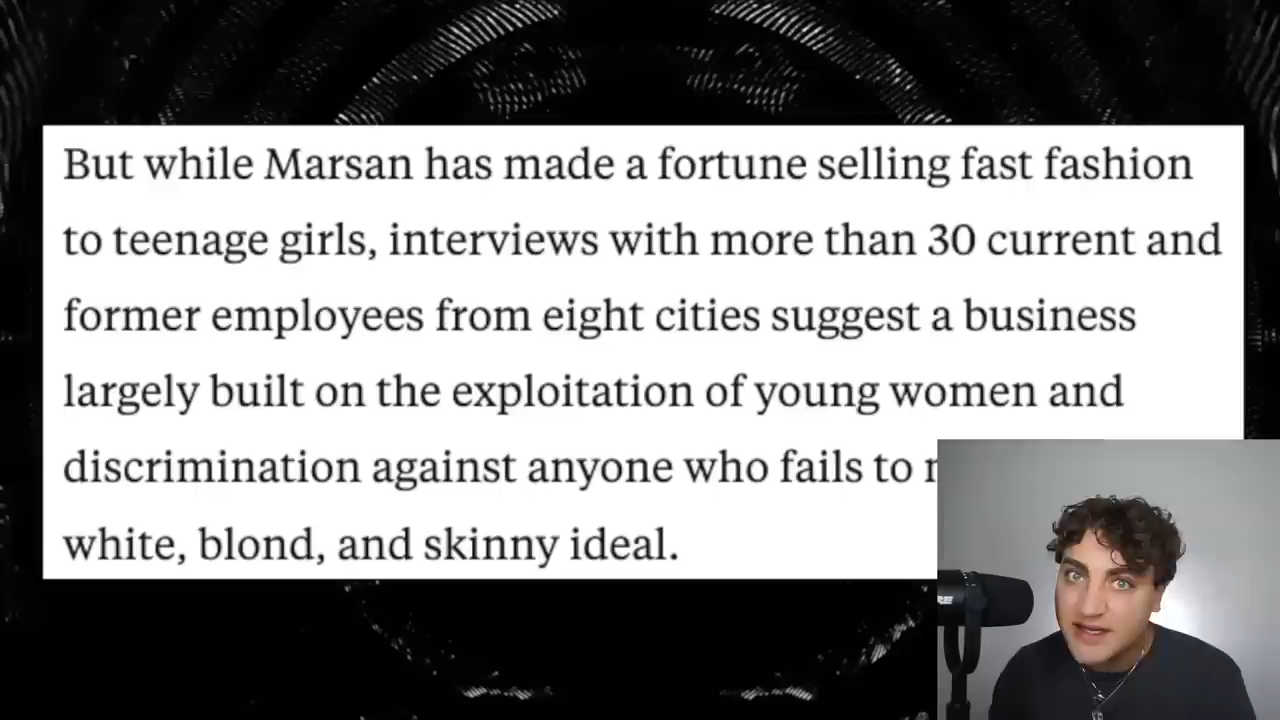 But while Marsan has made a fortune selling fast fashion
to teenage girls, interviews with more than 30 current and
former employees from eight cities suggest a business
largely built on the exploitation of young women and
discrimination against anyone who fails to
white, blond, and skinny ideal.